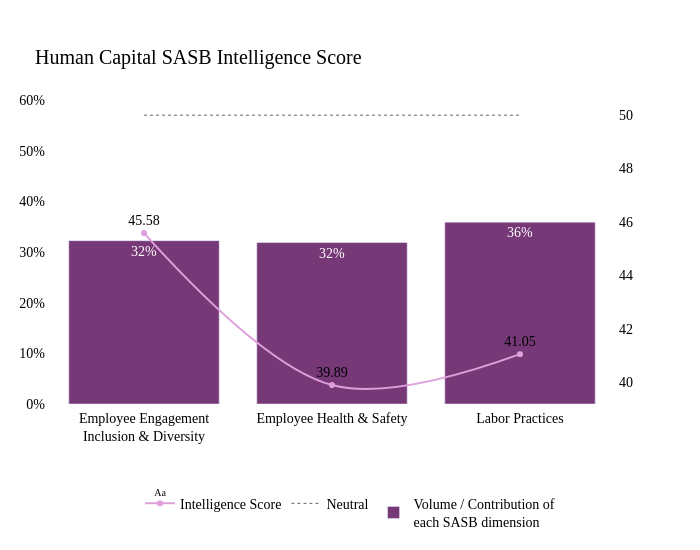 Human Capital SASB Intelligence Score
60%
50%
40%
30%
20%
10%
0%
50
48
46
44
42
40
45.58
32%
39.89
32%
41.05
36%
Employee Engagement
Inclusion & Diversity
Employee Health & Safety
Labor Practices
Aa
Intelligence Score
Neutral
Volume / Contribution of
each SASB dimension